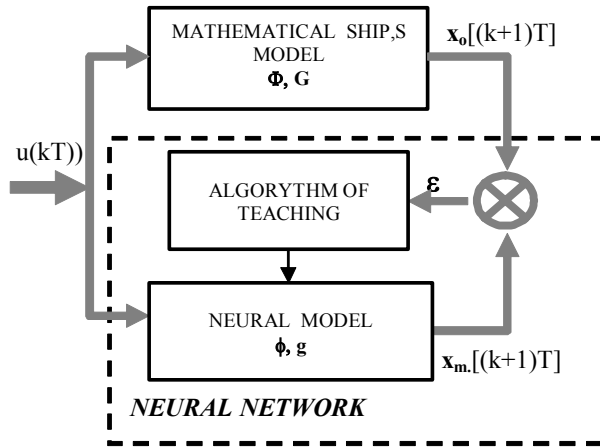 MATHEMATICAL SHIP,S
MODEL
Φ, G
x₀[(k+1)T]
u(kT))
ALGORYTHM OF
TEACHING
ε
NEURAL MODEL
ϕ, g
xₘ.[(k+1)T]
NEURAL NETWORK